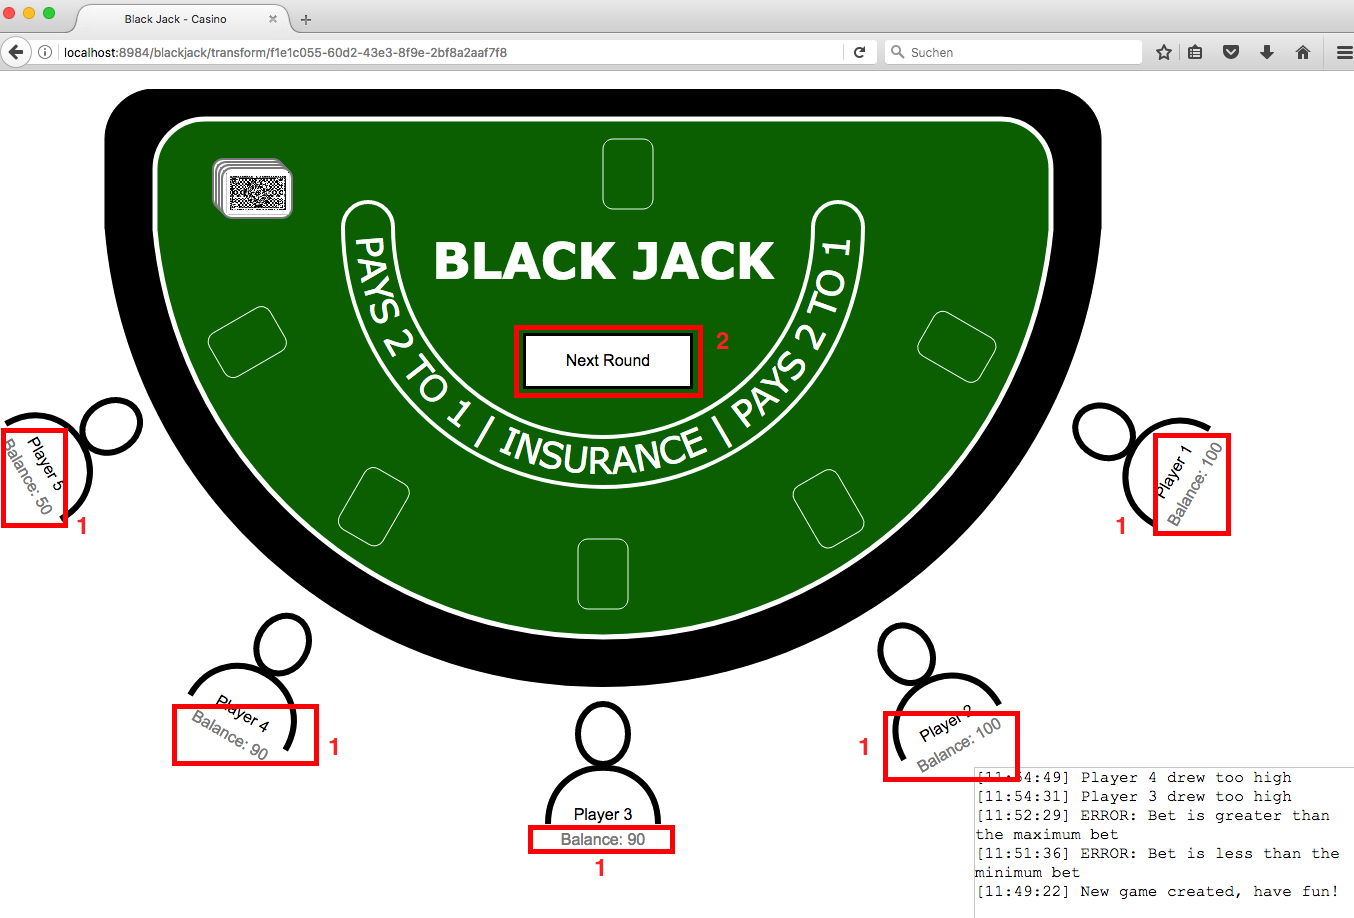 Black Jack - Casino
localhost:8984/blackjack/transform/f1e1c055-60d2-43e3-8f9e-2bf8a2aaf7f8
Suchen
BLACK JACK
PAYS 2 TO 1 | INSURANCE | PAYS 2 TO 1
Next Round
2
Player 5
Balance: 50
1
Player 1
Balance: 100
1
Player 4
Balance: 90
1
Player 2
Balance: 100
1
Player 3
Balance: 90
1
[11:54:49] Player 4 drew too high
[11:54:31] Player 3 drew too high
[11:52:29] ERROR: Bet is greater than
the maximum bet
[11:51:36] ERROR: Bet is less than the
minimum bet
[11:49:22] New game created, have fun!